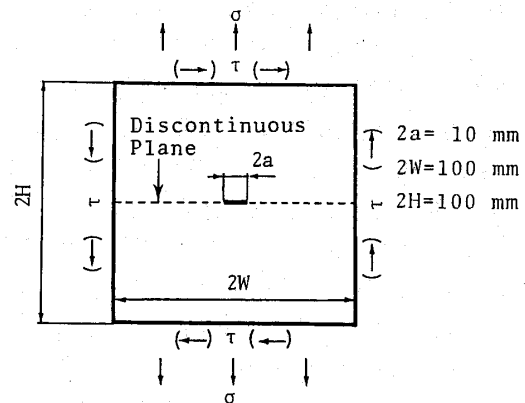 σ
τ
Discontinuous
Plane
2a
2a= 10 mm
2W=100 mm
2H=100 mm
2H
τ
τ
2W
τ
σ